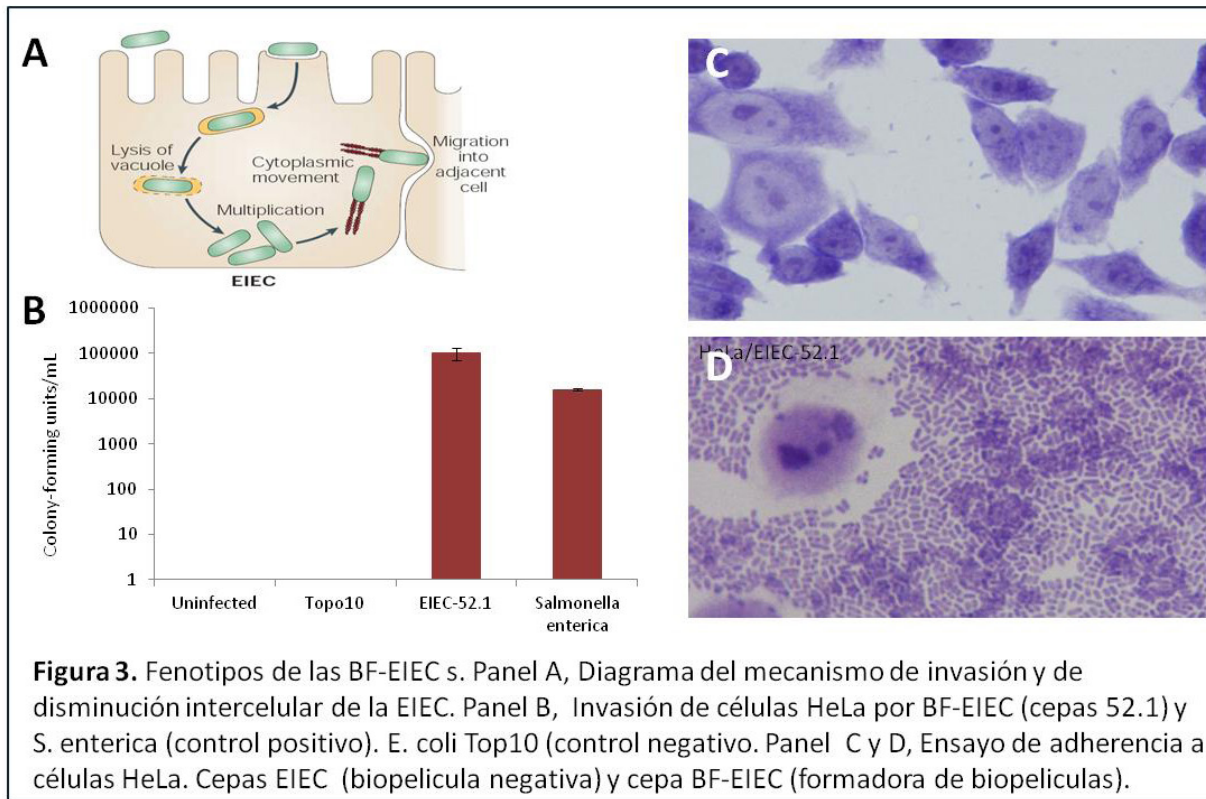 A
Lysis of
vacuole
Cytoplasmic
movement
Multiplication
Migration
into
adjacent
cell
EIEC
B
Colony-forming units/mL
1000000
100000
10000
1000
100
10
1
Uninfected
Topo10
EIEC-52.1
Salmonella
enterica
C
HeLa/EIEC 52.1
D
Figura 3. Fenotipos de las BF-EIEC s. Panel A, Diagrama del mecanismo de invasión y de
disminución intercelular de la EIEC. Panel B, Invasión de células HeLa por BF-EIEC (cepas 52.1) y
S. enterica (control positivo). E. coli Top10 (control negativo. Panel C y D, Ensayo de adherencia a
células HeLa. Cepas EIEC (biopelicula negativa) y cepa BF-EIEC (formadora de biopeliculas).